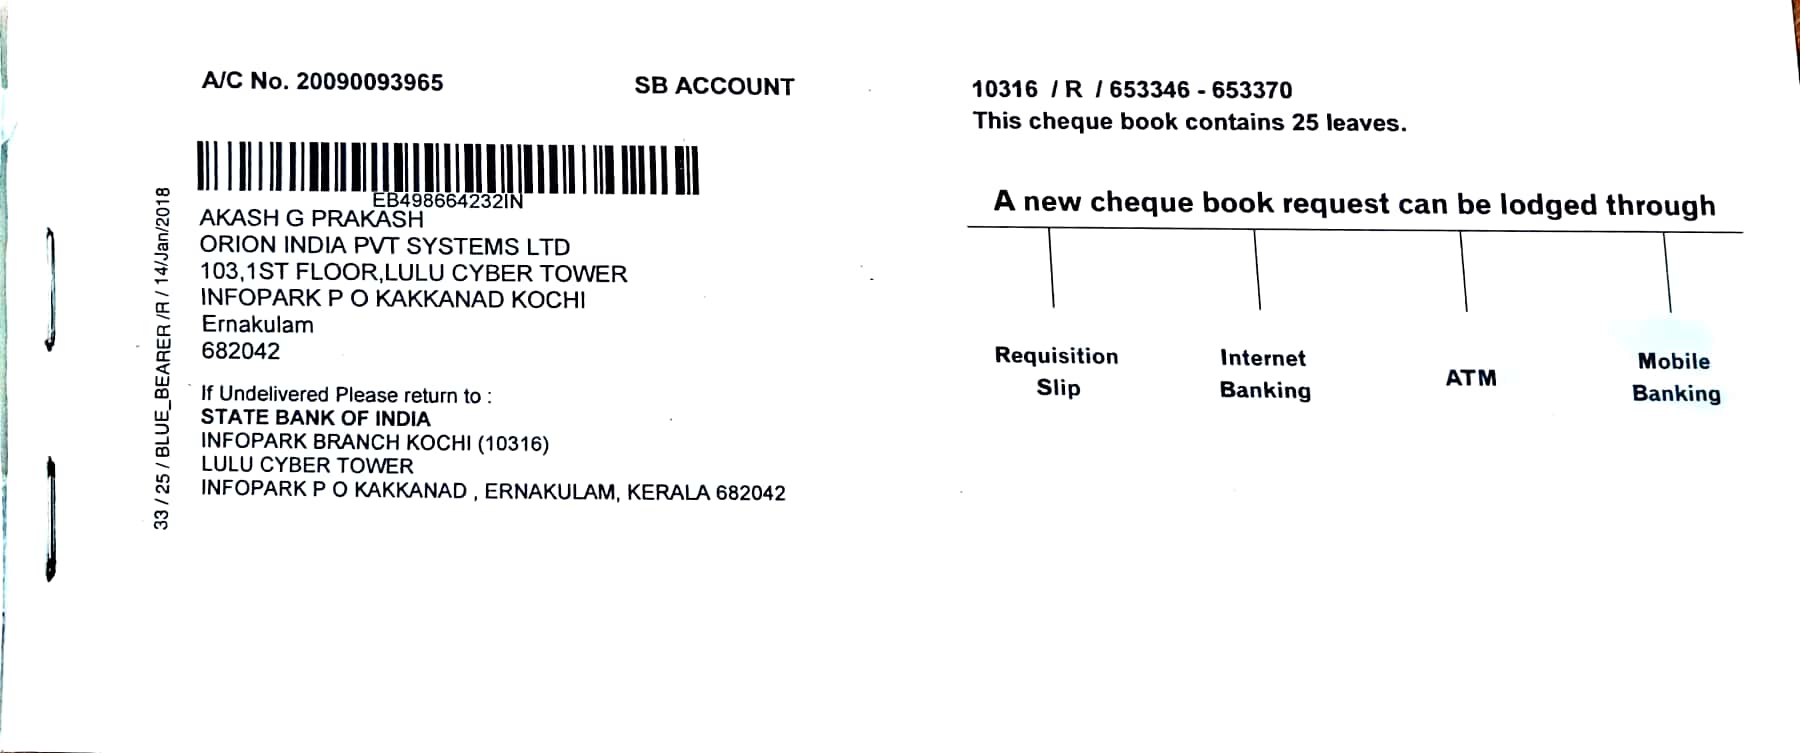 A/C No. 20090093965
SB ACCOUNT
EB498664232IN
AKASH G PRAKASH
ORION INDIA PVT SYSTEMS LTD
103,1ST FLOOR,LULU CYBER TOWER
INFOPARK P O KAKKANAD KOCHI
Ernakulam
682042
If Undelivered Please return to :
STATE BANK OF INDIA
INFOPARK BRANCH KOCHI (10316)
LULU CYBER TOWER
INFOPARK P O KAKKANAD , ERNAKULAM, KERALA 682042
33 / 25 / BLUE_BEARER /R / 14/Jan/2018
10316 / R / 653346 - 653370
This cheque book contains 25 leaves.
A new cheque book request can be lodged through
Requisition
Slip
Internet
Banking
ATM
Mobile
Banking